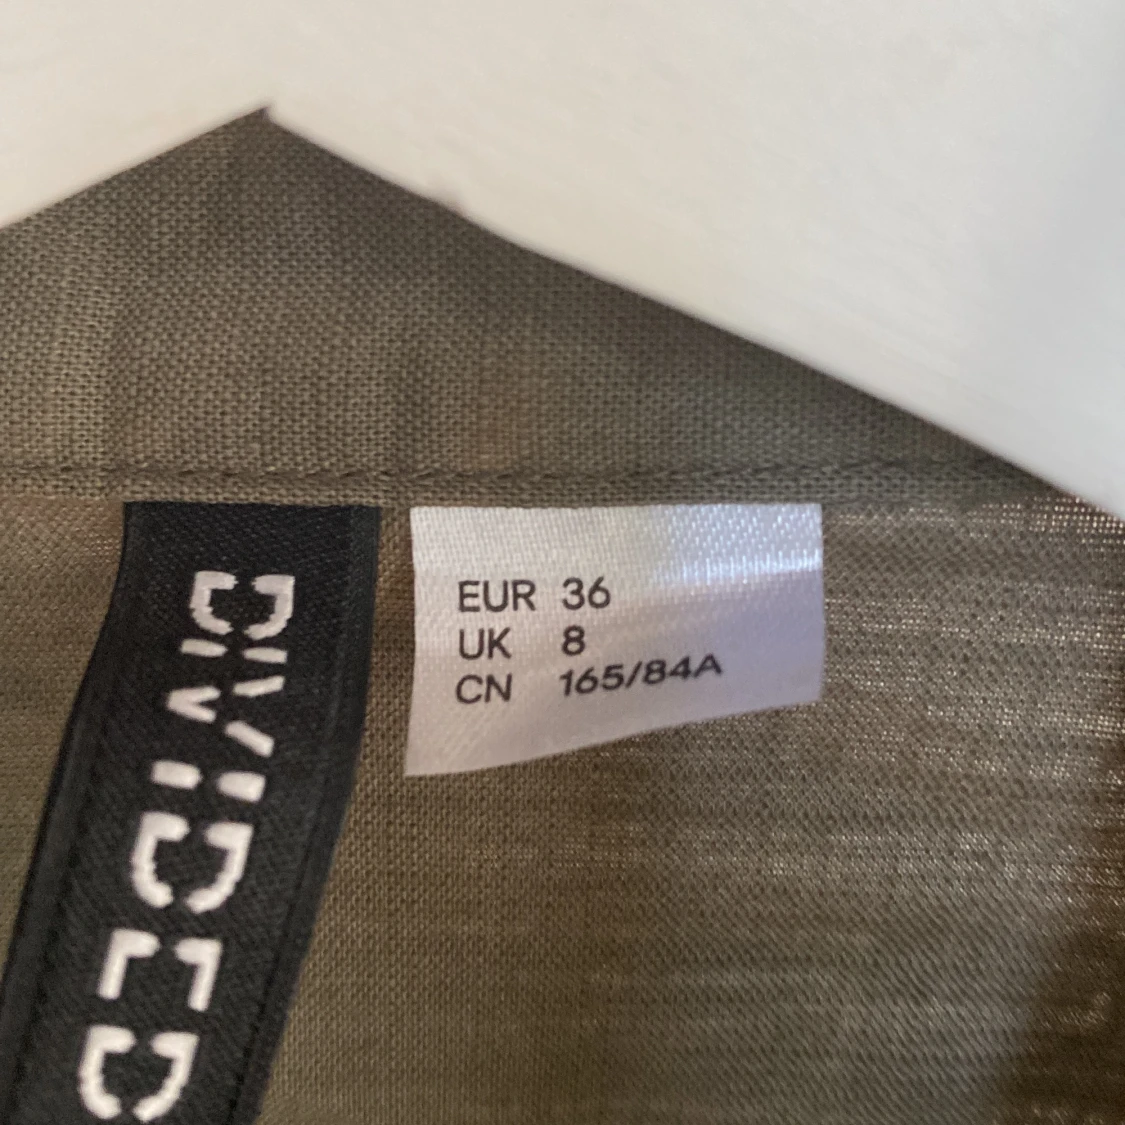 DIVIDED
EUR 36
UK 8
CN 165/84A